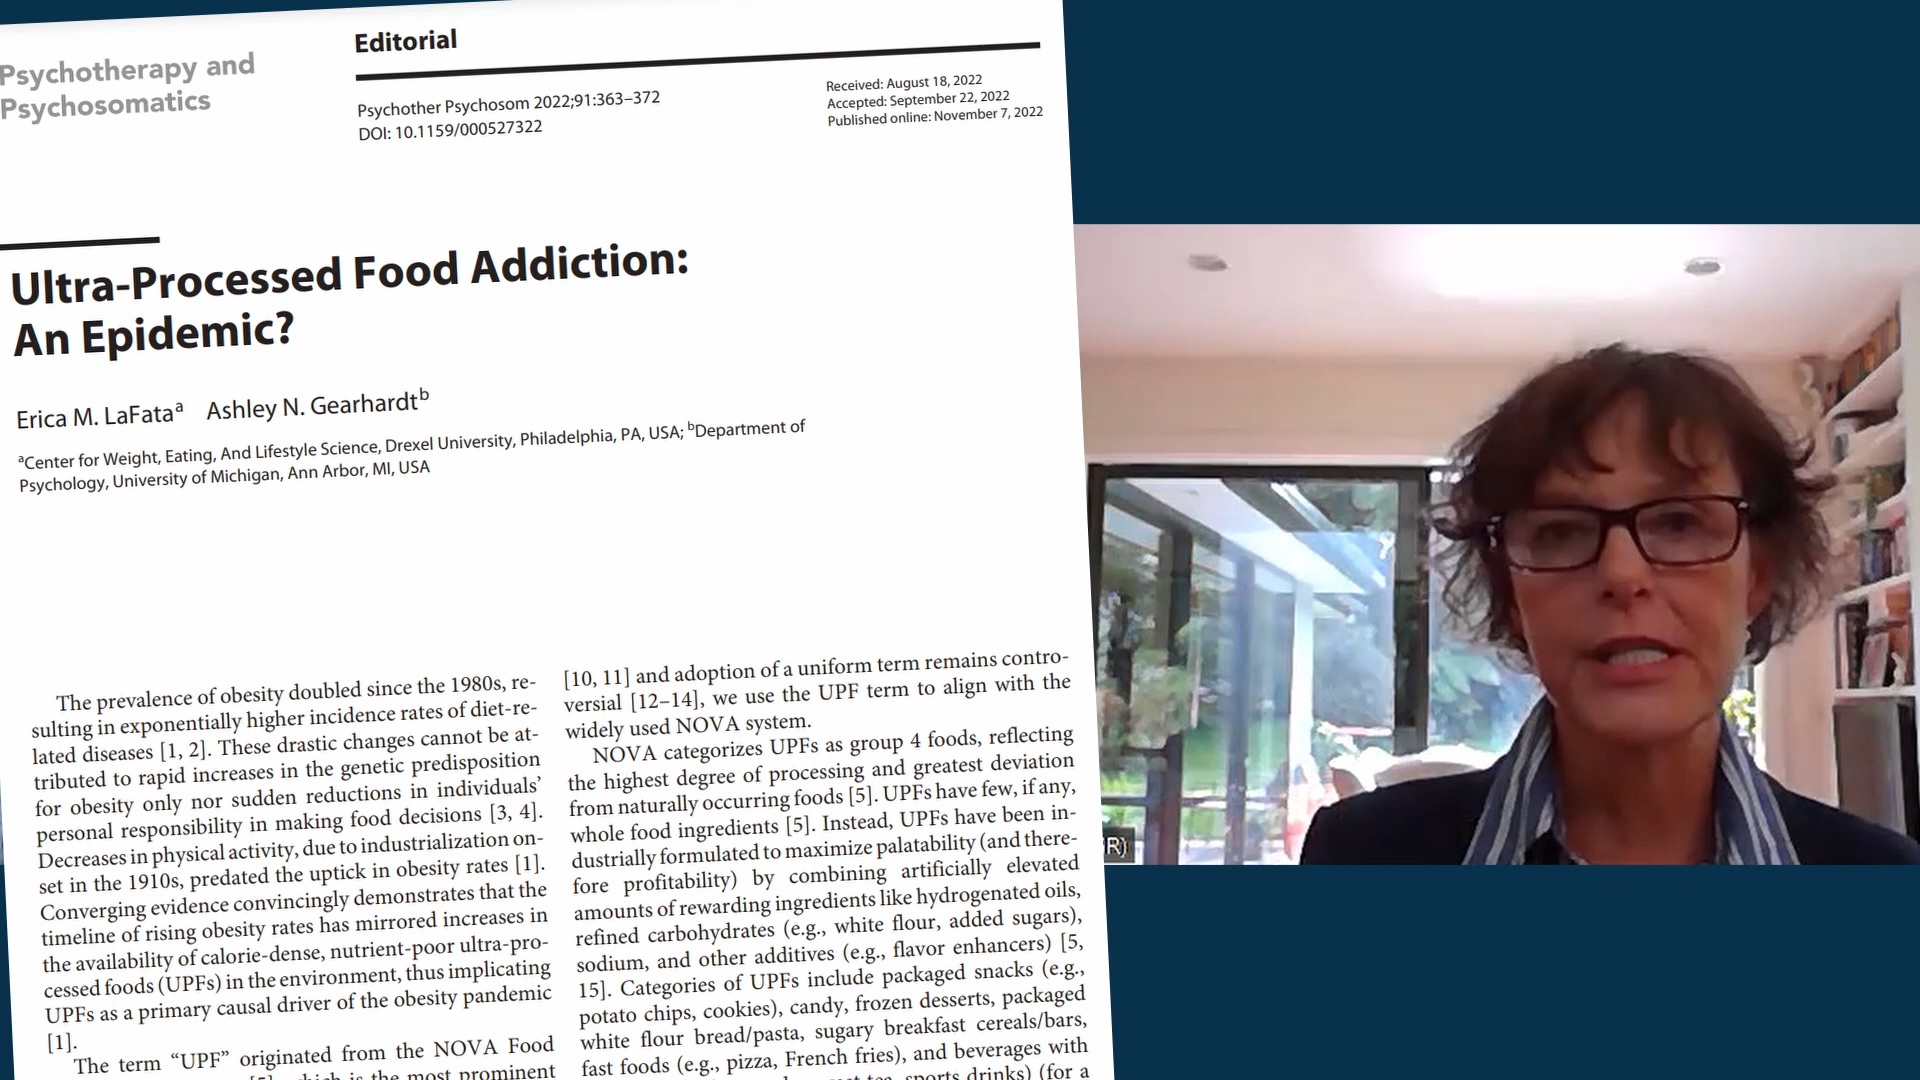 Psychotherapy and
Psychosomatics
Editorial
Psychother Psychosom 2022;91:363–372
DOI: 10.1159/000527322
Received: August 18, 2022
Accepted: September 22, 2022
Published online: November 7, 2022
Ultra-Processed Food Addiction:
An Epidemic?
Erica M. LaFataᵃ Ashley N. Gearhardtᵇ
ᵃCenter for Weight, Eating, And Lifestyle Science, Drexel University, Philadelphia, PA, USA; ᵇDepartment of
Psychology, University of Michigan, Ann Arbor, MI, USA
The prevalence of obesity doubled since the 1980s, re-
sulting in exponentially higher incidence rates of diet-re-
lated diseases [1, 2]. These drastic changes cannot be at-
tributed to rapid increases in the genetic predisposition
for obesity only nor sudden reductions in individuals’
personal responsibility in making food decisions [3, 4].
Decreases in physical activity, due to industrialization on-
set in the 1910s, predated the uptick in obesity rates [1].
Converging evidence convincingly demonstrates that the
timeline of rising obesity rates has mirrored increases in
the availability of calorie-dense, nutrient-poor ultra-pro-
cessed foods (UPFs) in the environment, thus implicating
UPFs as a primary causal driver of the obesity pandemic
[1].
The term “UPF” originated from the NOVA Food
[5], which is the most prominent
[10, 11] and adoption of a uniform term remains contro-
versial [12–14], we use the UPF term to align with the
widely used NOVA system.
NOVA categorizes UPFs as group 4 foods, reflecting
the highest degree of processing and greatest deviation
from naturally occurring foods [5]. UPFs have few, if any,
whole food ingredients [5]. Instead, UPFs have been in-
dustrially formulated to maximize palatability (and there-
fore profitability) by combining artificially elevated
amounts of rewarding ingredients like hydrogenated oils,
refined carbohydrates (e.g., white flour, added sugars),
sodium, and other additives (e.g., flavor enhancers) [5,
15]. Categories of UPFs include packaged snacks (e.g.,
potato chips, cookies), candy, frozen desserts, packaged
white flour bread/pasta, sugary breakfast cereals/bars,
fast foods (e.g., pizza, French fries), and beverages with
tea, sports drinks) (for a
R)